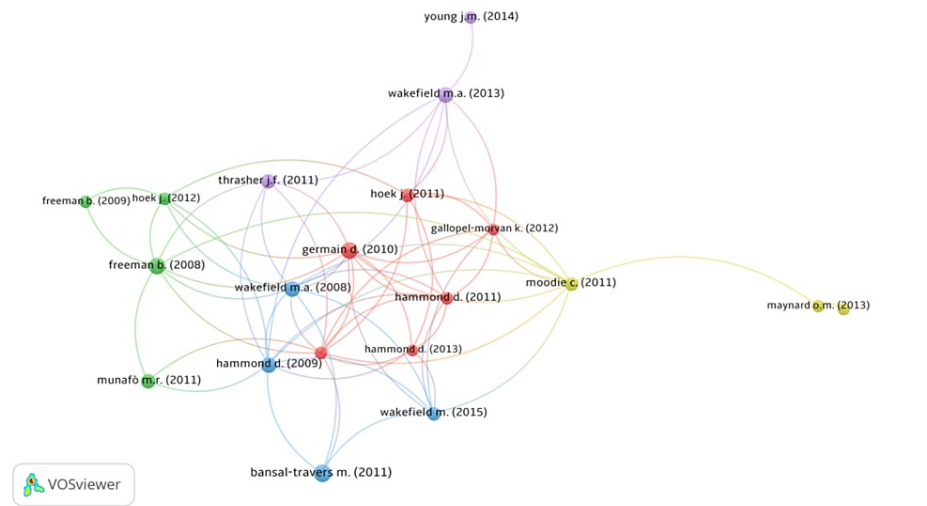 young j.m. (2014)
wakefield m.a. (2013)
thrasher j.f. (2011)
hoek j. (2011)
freeman b. (2009)
hoek j. (2012)
gallopel-morvan k. (2012)
germain d. (2010)
freeman b. (2008)
moodie c. (2011)
wakefield m.a. (2008)
hammond d. (2011)
maynard o.m. (2013)
hammond d. (2013)
hammond d. (2009)
munafò m.r. (2011)
wakefield m. (2015)
bansal-travers m. (2011)
VOSviewer